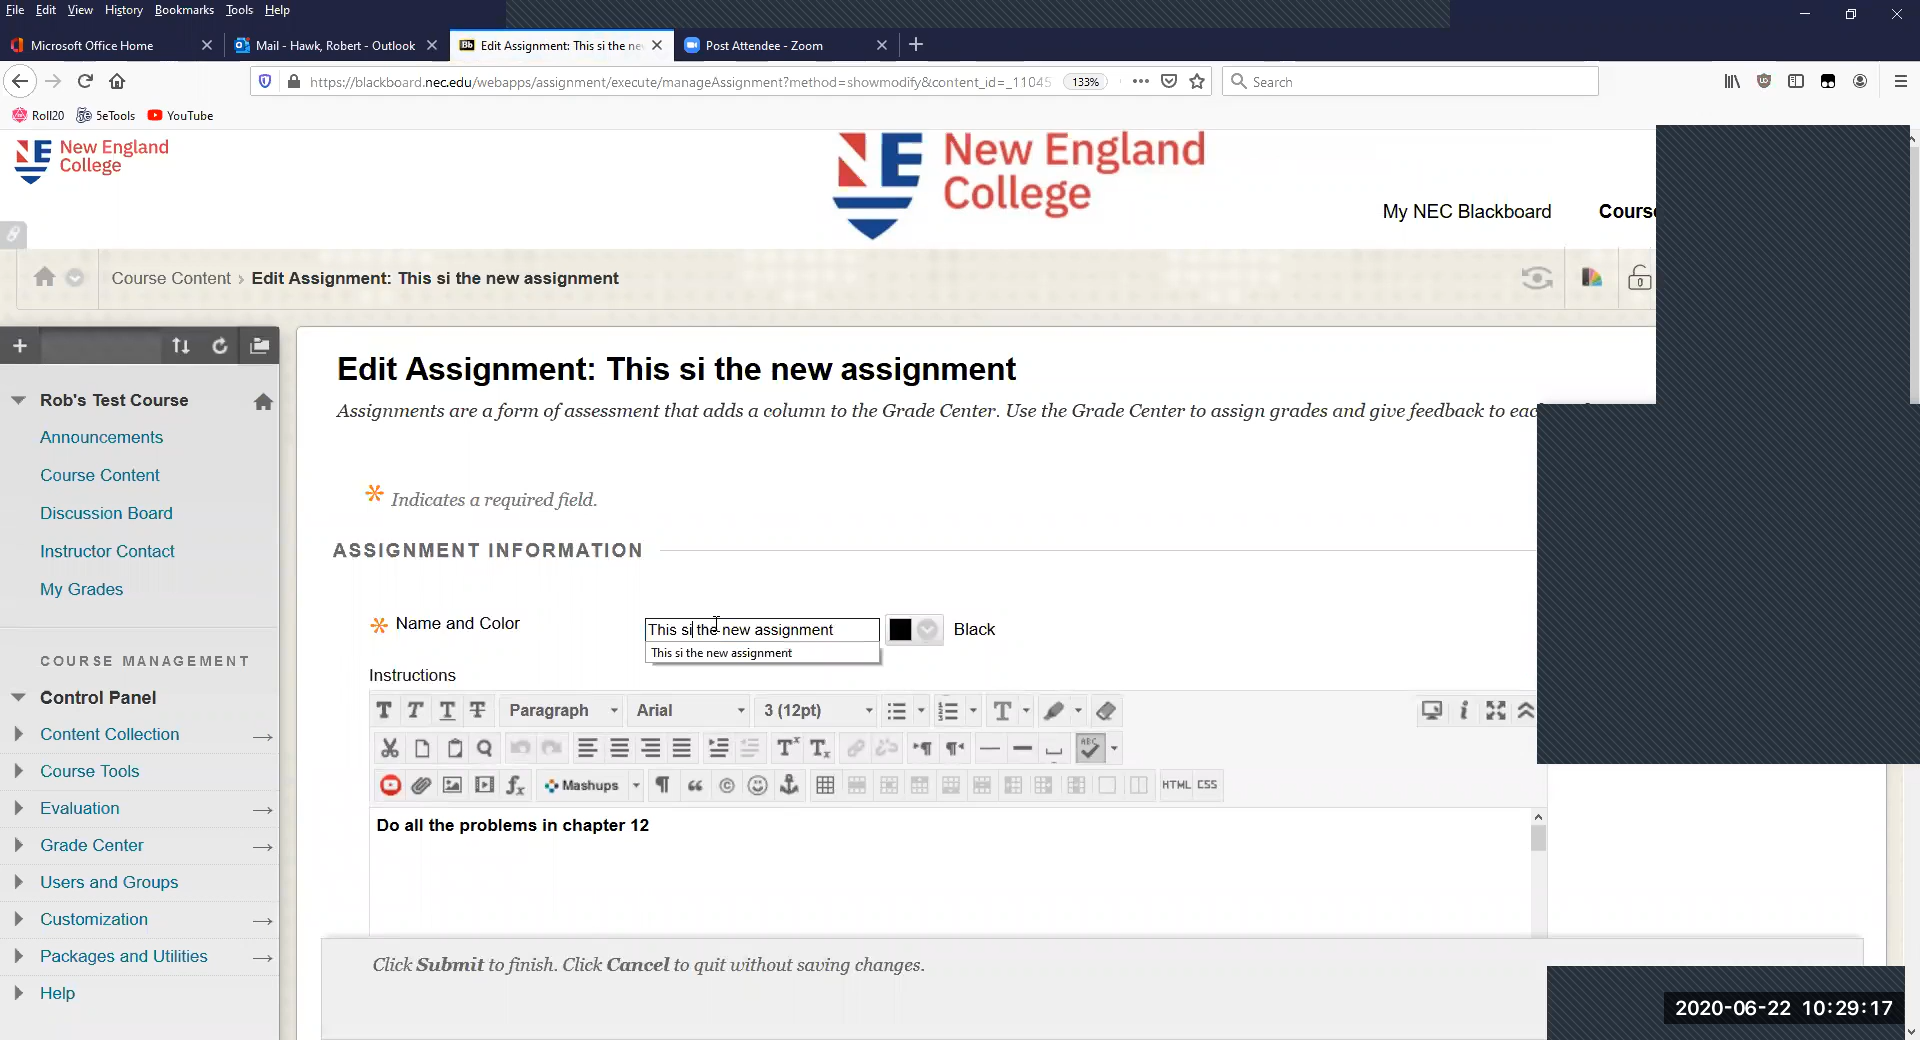 File Edit View History Bookmarks Tools Help
Microsoft Office Home Mail - Hawk, Robert - Outlook Edit Assignment: This si the ne Post Attendee - Zoom
https://blackboard.nec.edu/webapps/assignment/execute/manageAssignment?method=showmodify&content_id=_11045 133% Search
Roll20 5eTools YouTube
New England
College
New England
College
My NEC Blackboard Course
Course Content Edit Assignment: This si the new assignment
Edit Assignment: This si the new assignment
Assignments are a form of assessment that adds a column to the Grade Center. Use the Grade Center to assign grades and give feedback to
Rob's Test Course
Announcements
Course Content
Discussion Board
Instructor Contact
My Grades
COURSE MANAGEMENT
Control Panel
Content Collection
Course Tools
Evaluation
Grade Center
Users and Groups
Customization
Packages and Utilities
Help
Indicates a required field.
ASSIGNMENT INFORMATION
Name and Color This si the new assignment Black
This si the new assignment
Instructions
Paragraph Arial 3 (12pt)
ABC
Mashups HTML CSS
Do all the problems in chapter 12
Click Submit to finish. Click Cancel to quit without saving changes.
2020-06-22 10:29:17